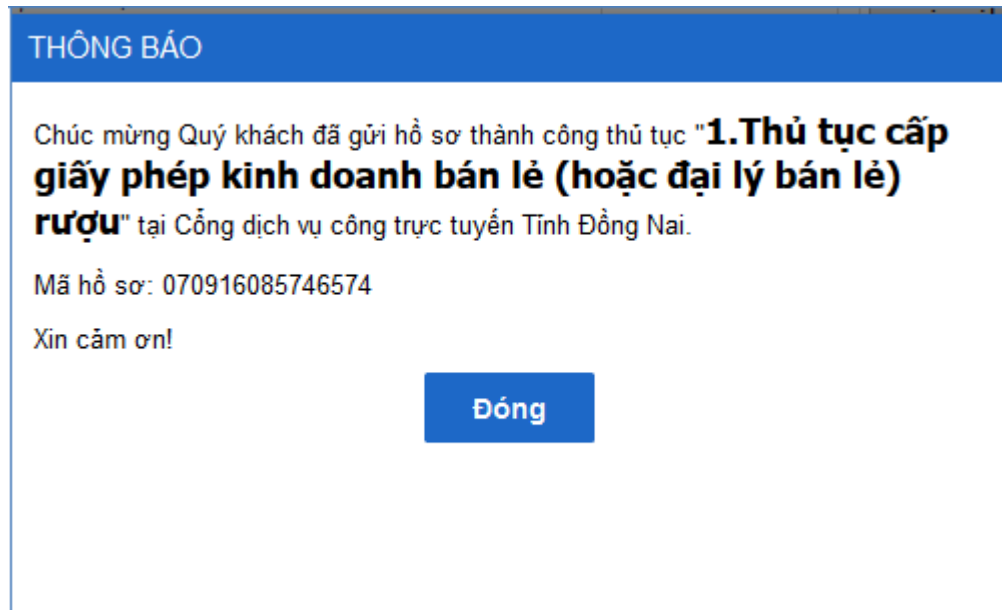 THÔNG BÁO
Chúc mừng Quý khách đã gửi hồ sơ thành công thủ tục "1.Thủ tục cấp
giấy phép kinh doanh bán lẻ (hoặc đại lý bán lẻ)
rượu" tại Cổng dịch vụ công trực tuyến Tỉnh Đồng Nai.
Mã hồ sơ: 070916085746574
Xin cảm ơn!
Đóng